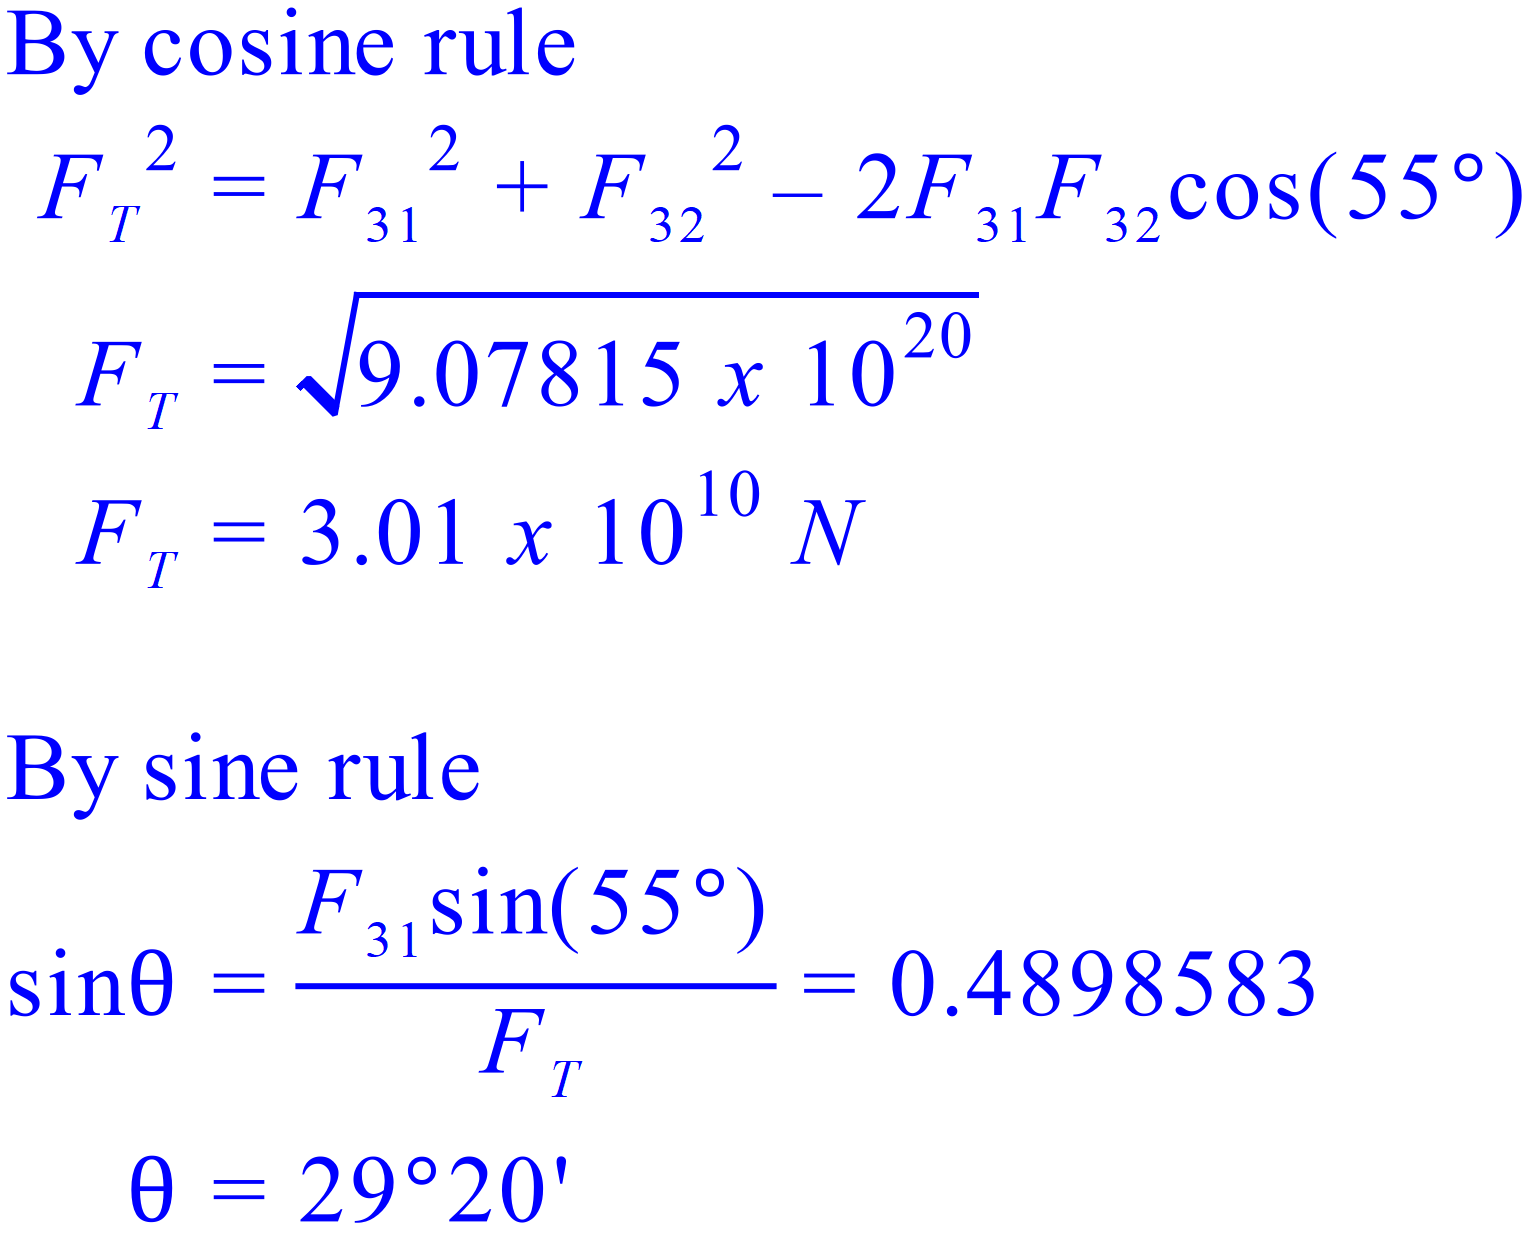 By cosine rule
F_T^2 = F_31^2 + F_32^2 − 2F_31F_32cos(55°)
F_T = √(9.07815 x 10^20)
F_T = 3.01 x 10^10 N
By sine rule
sinθ = F_31sin(55°) / F_T = 0.4898583
θ = 29°20'